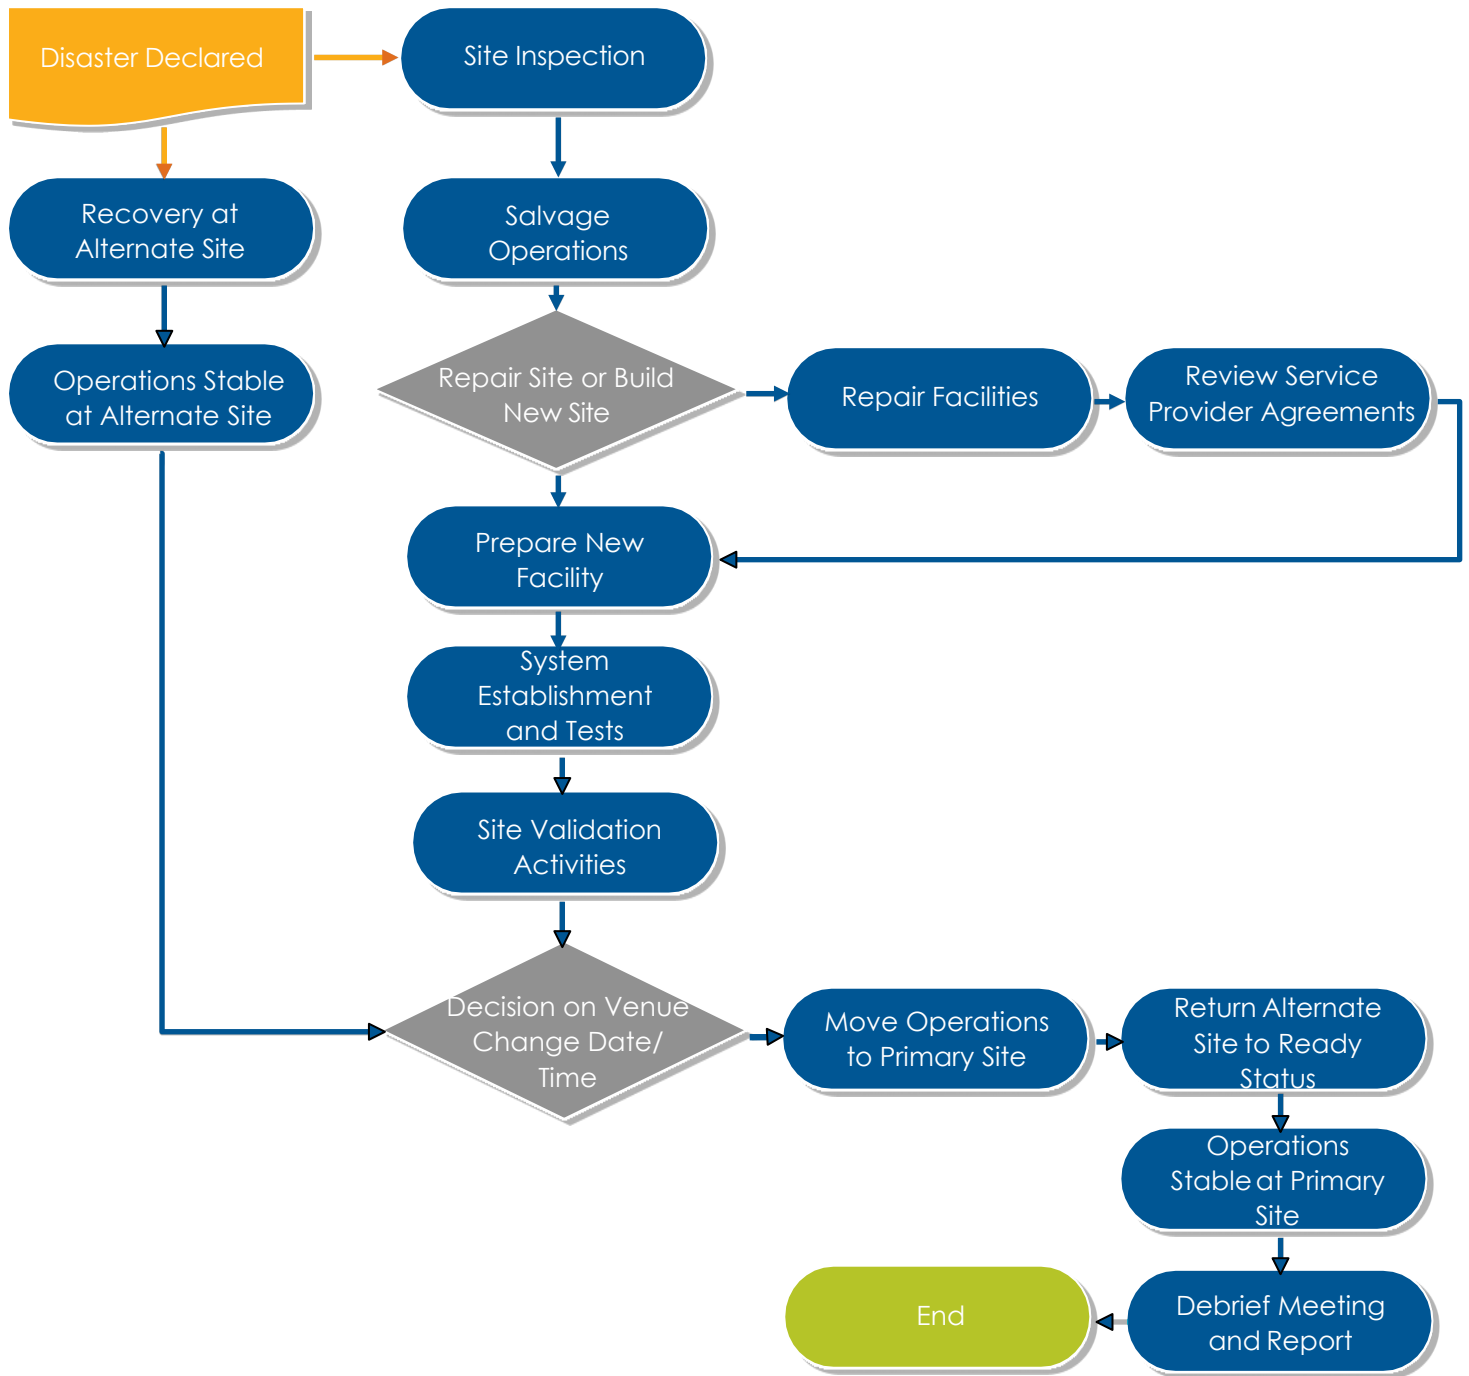 Disaster Declared
Site Inspection
Recovery at
Alternate Site
Salvage
Operations
Operations Stable
at Alternate Site
Repair Site or Build
New Site
Repair Facilities
Review Service
Provider Agreements
Prepare New
Facility
System
Establishment
and Tests
Site Validation
Activities
Decision on Venue
Change Date/
Time
Move Operations
to Primary Site
Return Alternate
Site to Ready
Status
Operations
Stable at Primary
Site
Debrief Meeting
and Report
End